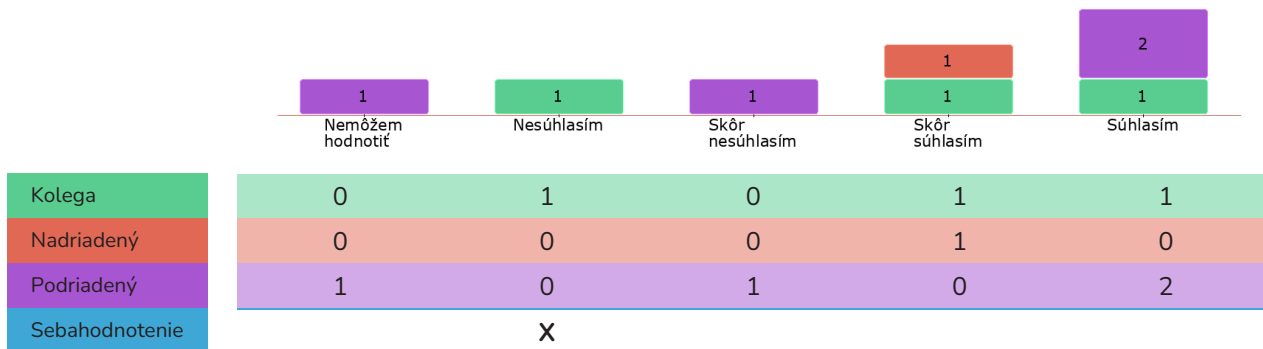 2
1
1 1 1 1 1
Nemôžem Nesúhlasím Skôr Skôr Súhlasím
hodnotiť nesúhlasím súhlasím
Kolega 0 1 0 1 1
Nadriadený 0 0 0 1 0
Podriadený 1 0 1 0 2
Sebahodnotenie X